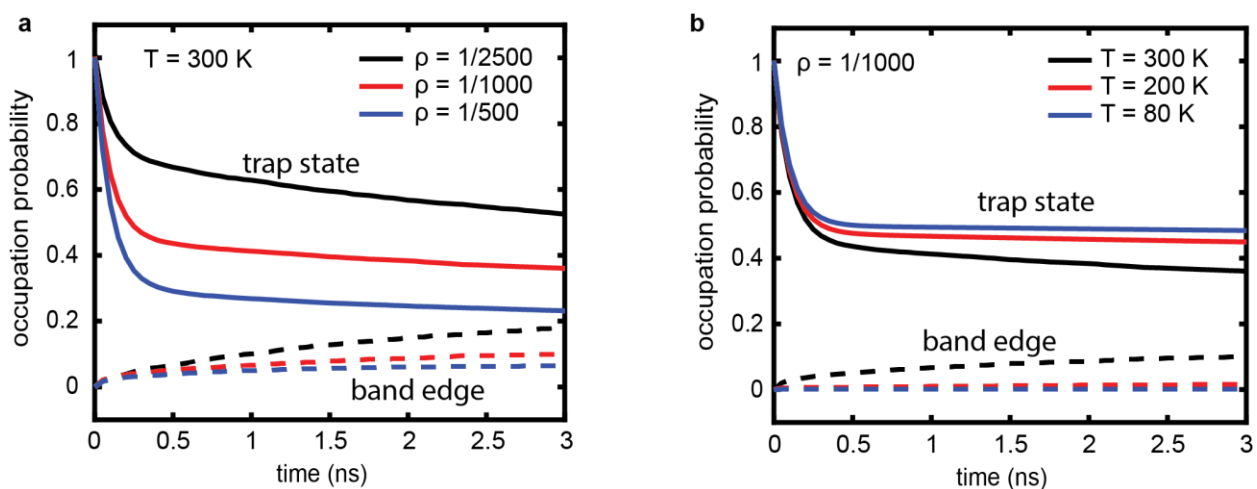 a
T = 300 K
ρ = 1/2500
ρ = 1/1000
ρ = 1/500
trap state
band edge
occupation probability
1
0.8
0.6
0.4
0.2
0
0 0.5 1 1.5 2 2.5 3
time (ns)
b
ρ = 1/1000
T = 300 K
T = 200 K
T = 80 K
trap state
band edge
occupation probability
1
0.8
0.6
0.4
0.2
0
0 0.5 1 1.5 2 2.5 3
time (ns)